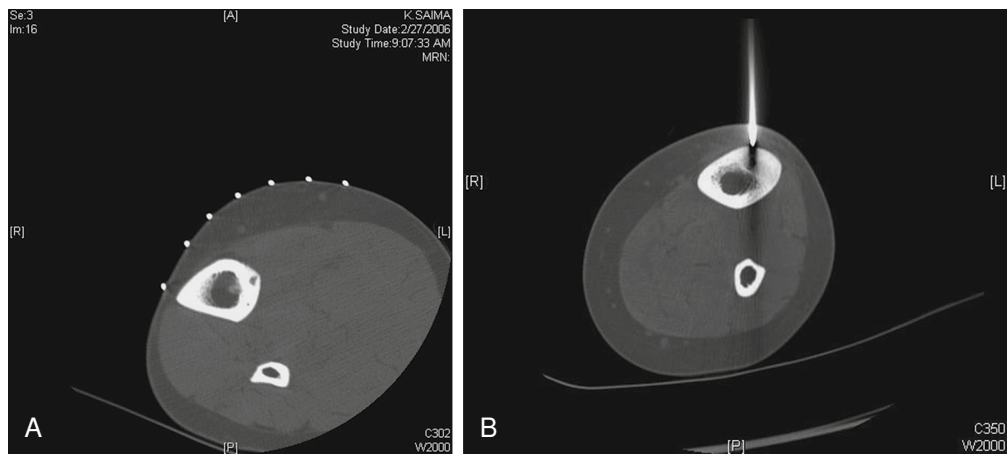 Se:3
Im:16
[A]
K.SAIMA
Study Date:2/27/2006
Study Time:9:07:33 AM
MRN:
[R]
[L]
A
[P]
C302
W2000
[R]
[L]
B
[P]
C350
W2000